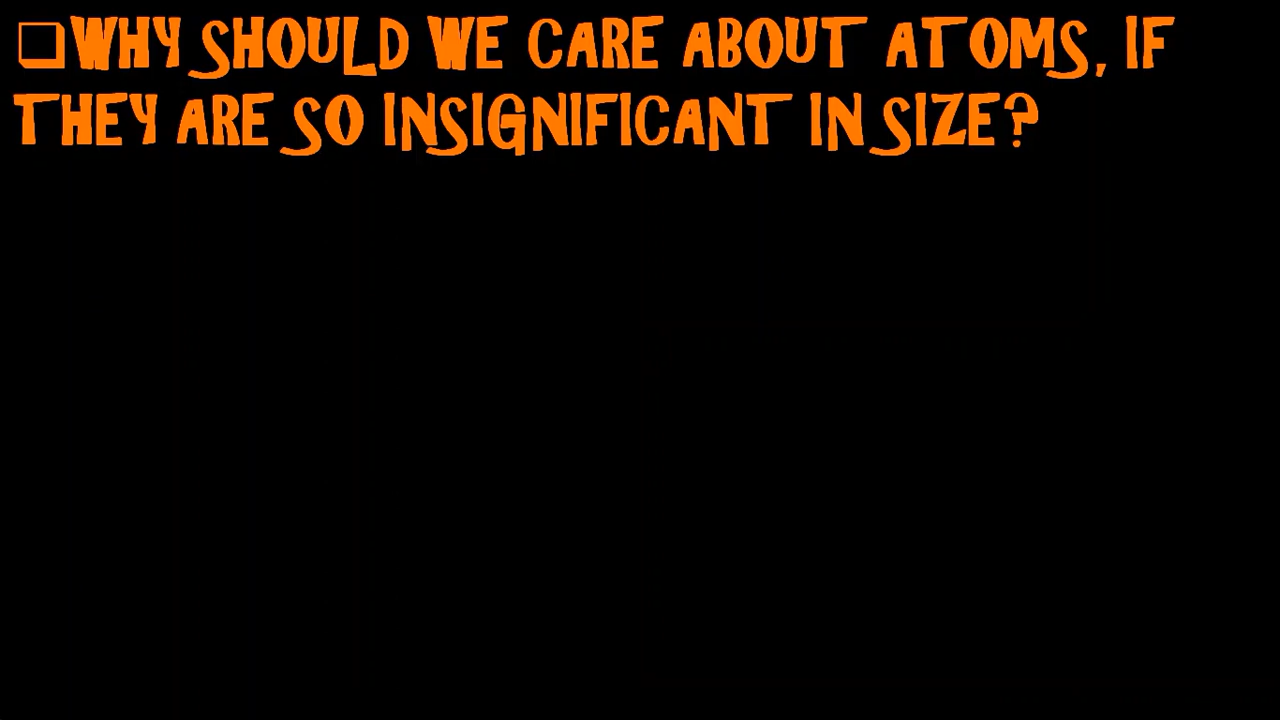 ❑WHY SHOULD WE CARE ABOUT ATOMS, IF
THEY ARE SO INSIGNIFICANT IN SIZE?